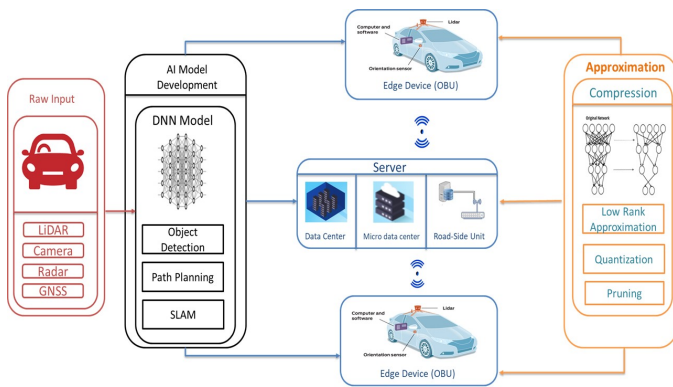 Raw Input
LiDAR
Camera
Radar
GNSS
AI Model
Development
DNN Model
Object
Detection
Path Planning
SLAM
Lidar
Computer and
software
Orientation sensor
Edge Device (OBU)
Server
Data Center
Micro data center
Road-Side Unit
Lidar
Computer and
software
Orientation sensor
Edge Device (OBU)
Approximation
Compression
Original Network
Low Rank
Approximation
Quantization
Pruning